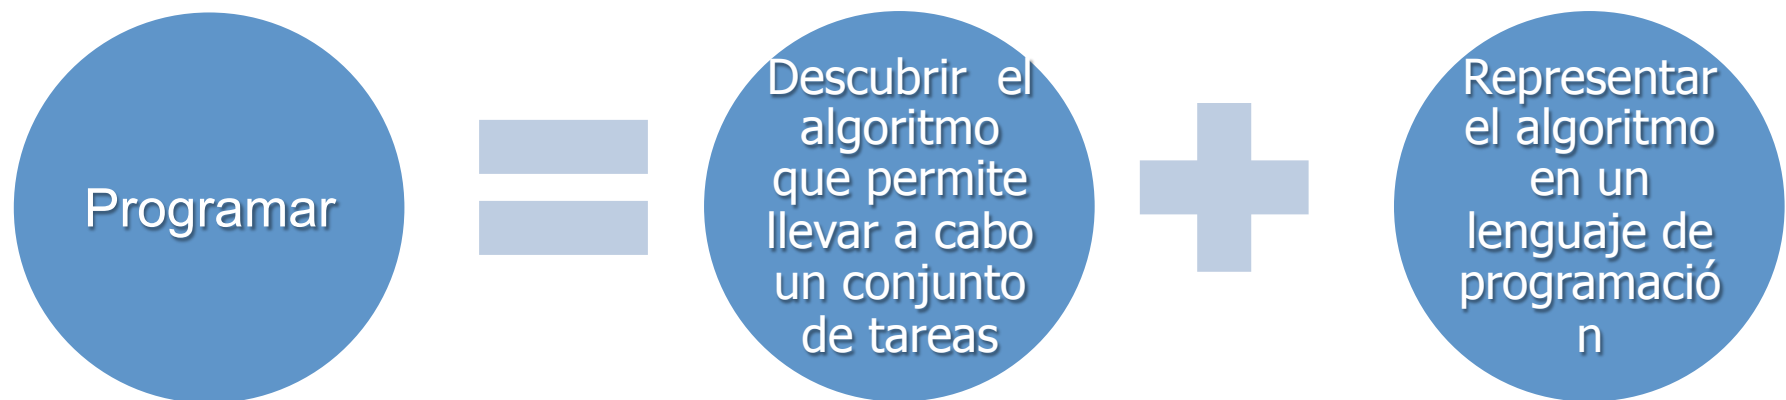 Programar
Descubrir el
algoritmo
que permite
llevar a cabo
un conjunto
de tareas
Representar
el algoritmo
en un
lenguaje de
programació
n